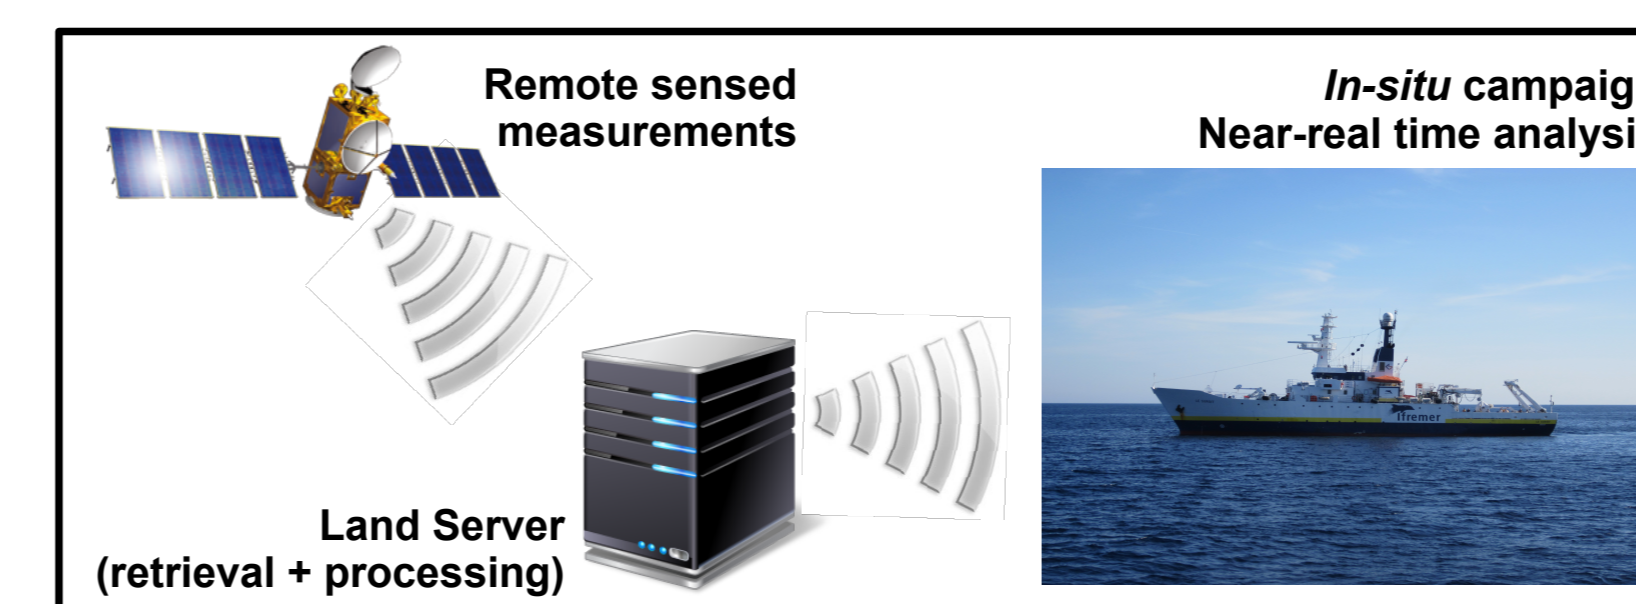 Remote sensed
measurements
In-situ campaig
Near-real time analysi
Ifremer
Land Server
(retrieval + processing)